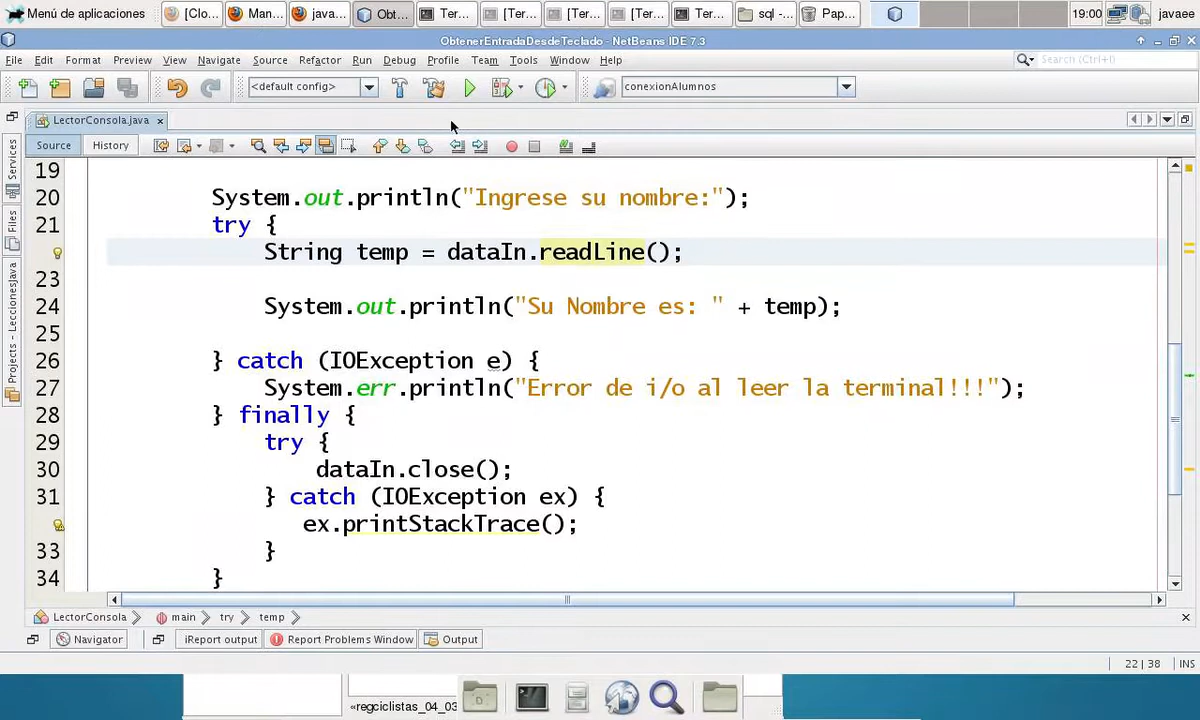 Menú de aplicaciones
[Clo...
Man...
java...
Obt...
Ter...
[Ter...
[Ter...
[Ter...
Ter...
sql -...
Pap...
19:00
javaee
ObtenerEntradaDesdeTeclado - NetBeans IDE 7.3
File Edit Format Preview View Navigate Source Refactor Run Debug Profile Team Tools Window Help
Search (Ctrl+I)
<default config>
conexionAlumnos
LectorConsola.java
Source History
Services
Files
Projects - LeccionesJava
19
20 System.out.println("Ingrese su nombre:");
21 try {
String temp = dataIn.readLine();
23
24 System.out.println("Su Nombre es: " + temp);
25
26 } catch (IOException e) {
27 System.err.println("Error de i/o al leer la terminal!!!");
28 } finally {
29 try {
30 dataIn.close();
31 } catch (IOException ex) {
ex.printStackTrace();
33 }
34 }
LectorConsola main try temp
Navigator iReport output Report Problems Window Output
22 | 38 INS
«regciclistas_04_03